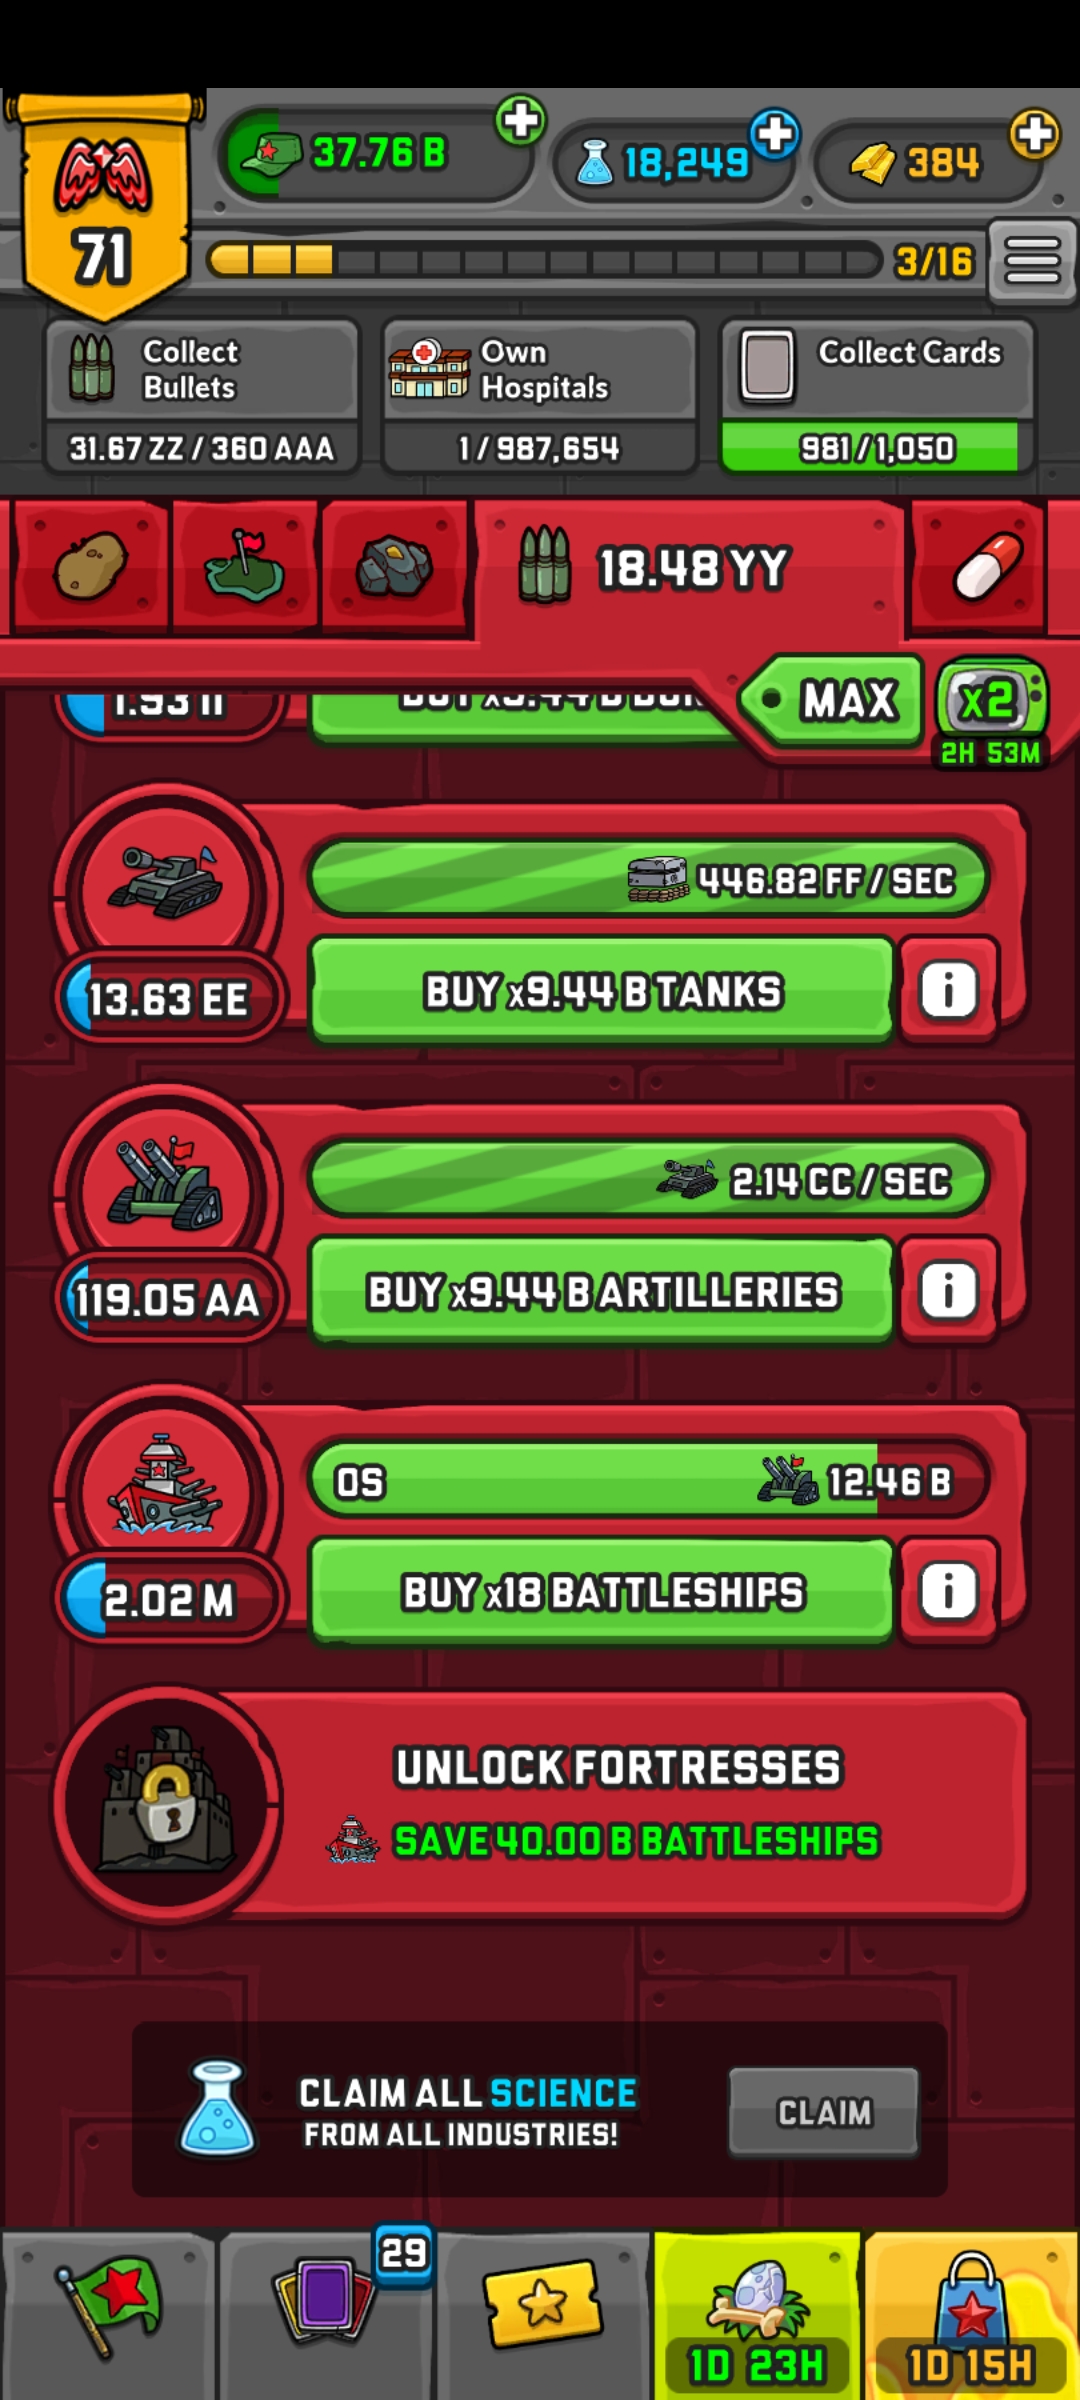 37.76 B
18,249
384
71
3/16
Collect Bullets
31.67 ZZ / 360 AAA
Own Hospitals
1 / 987,654
Collect Cards
981 / 1,050
18.48 YY
MAX
x2
2H 53M
446.82 FF / SEC
13.63 EE
BUY x9.44 B TANKS
i
2.14 CC / SEC
119.05 AA
BUY x9.44 B ARTILLERIES
i
0S
12.46 B
2.02 M
BUY x18 BATTLESHIPS
i
UNLOCK FORTRESSES
SAVE 40.00 B BATTLESHIPS
CLAIM ALL SCIENCE
FROM ALL INDUSTRIES!
CLAIM
29
1D 23H
1D 15H